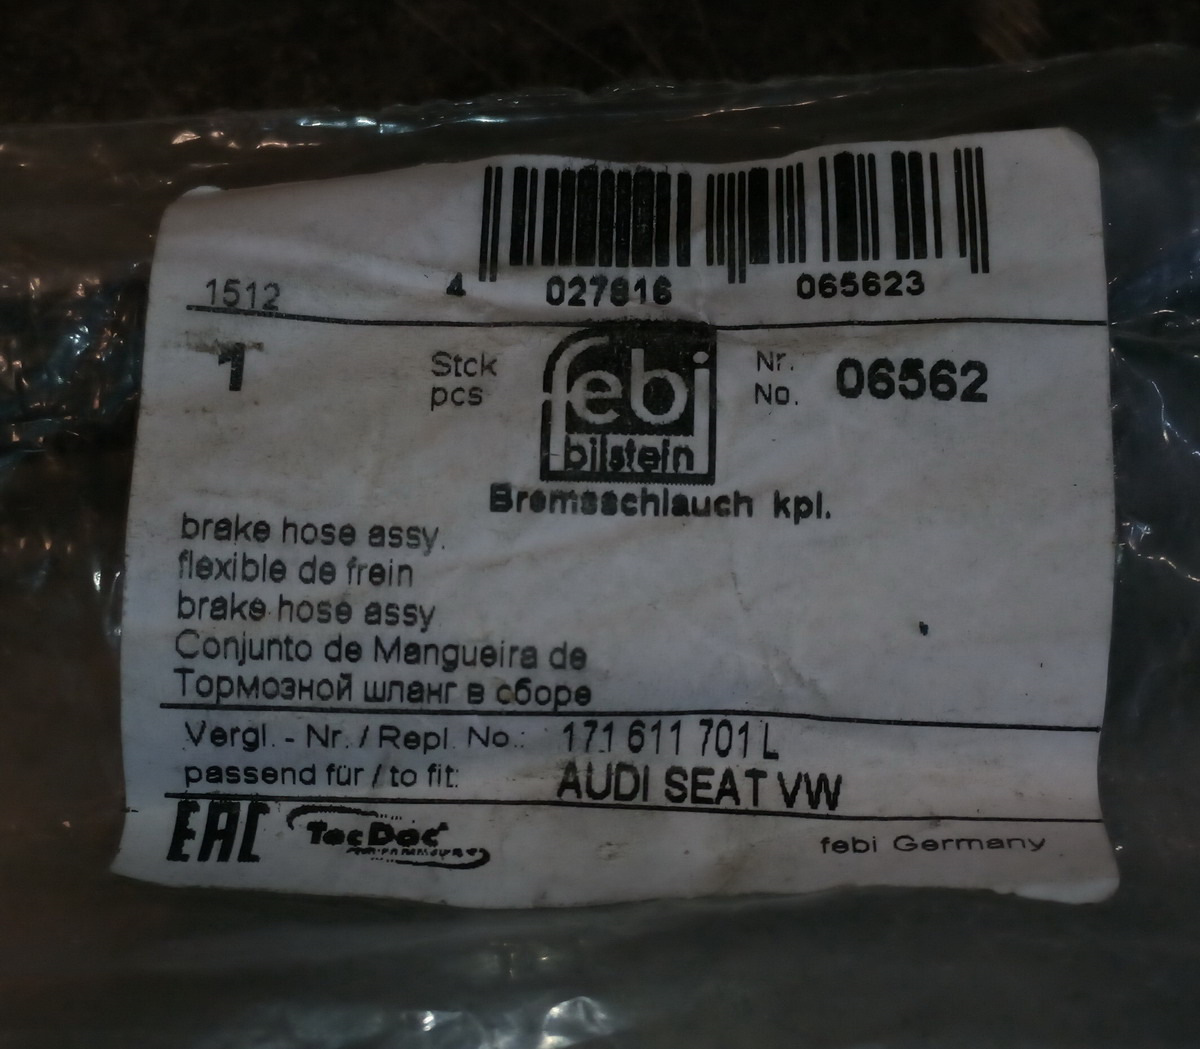 4 027816 065623
1512
1 Stck pcs
febi
bilstein
Nr.
No. 06562
Bremsschlauch kpl.
brake hose assy.
flexible de frein
brake hose assy
Conjunto de Mangueira de
Тормозной шланг в сборе
Vergl. - Nr. / Repl. No.: 171 611 701 L
passend für / to fit: AUDI SEAT VW
EAC TecDoc
febi Germany